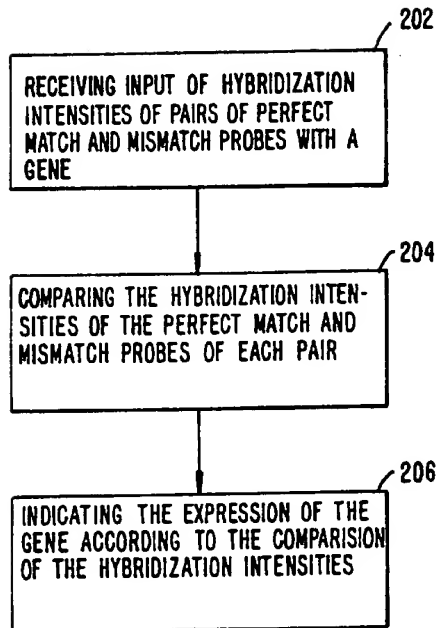 202
RECEIVING INPUT OF HYBRIDIZATION
INTENSITIES OF PAIRS OF PERFECT
MATCH AND MISMATCH PROBES WITH A
GENE
204
COMPARING THE HYBRIDIZATION INTEN-
SITIES OF THE PERFECT MATCH AND
MISMATCH PROBES OF EACH PAIR
206
INDICATING THE EXPRESSION OF THE
GENE ACCORDING TO THE COMPARISION
OF THE HYBRIDIZATION INTENSITIES